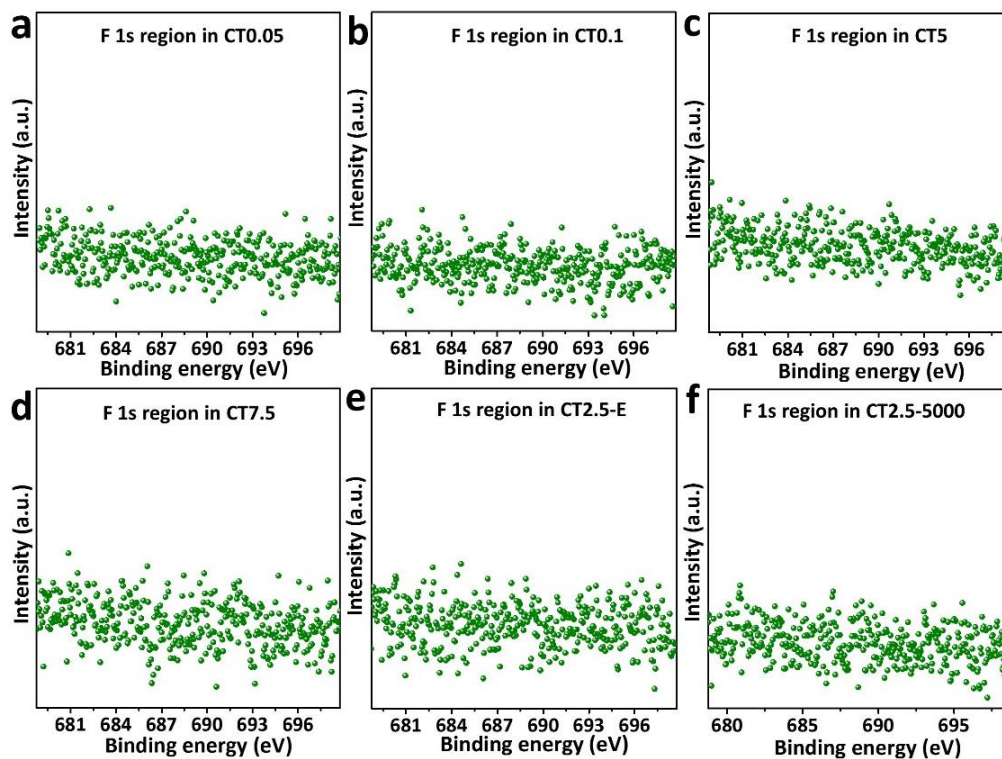 a
F 1s region in CT0.05
Intensity (a.u.)
681 684 687 690 693 696
Binding energy (eV)
b
F 1s region in CT0.1
Intensity (a.u.)
681 684 687 690 693 696
Binding energy (eV)
c
F 1s region in CT5
Intensity (a.u.)
681 684 687 690 693 696
Binding energy (eV)
d
F 1s region in CT7.5
Intensity (a.u.)
681 684 687 690 693 696
Binding energy (eV)
e
F 1s region in CT2.5-E
Intensity (a.u.)
681 684 687 690 693 696
Binding energy (eV)
f
F 1s region in CT2.5-5000
Intensity (a.u.)
680 685 690 695
Binding energy (eV)